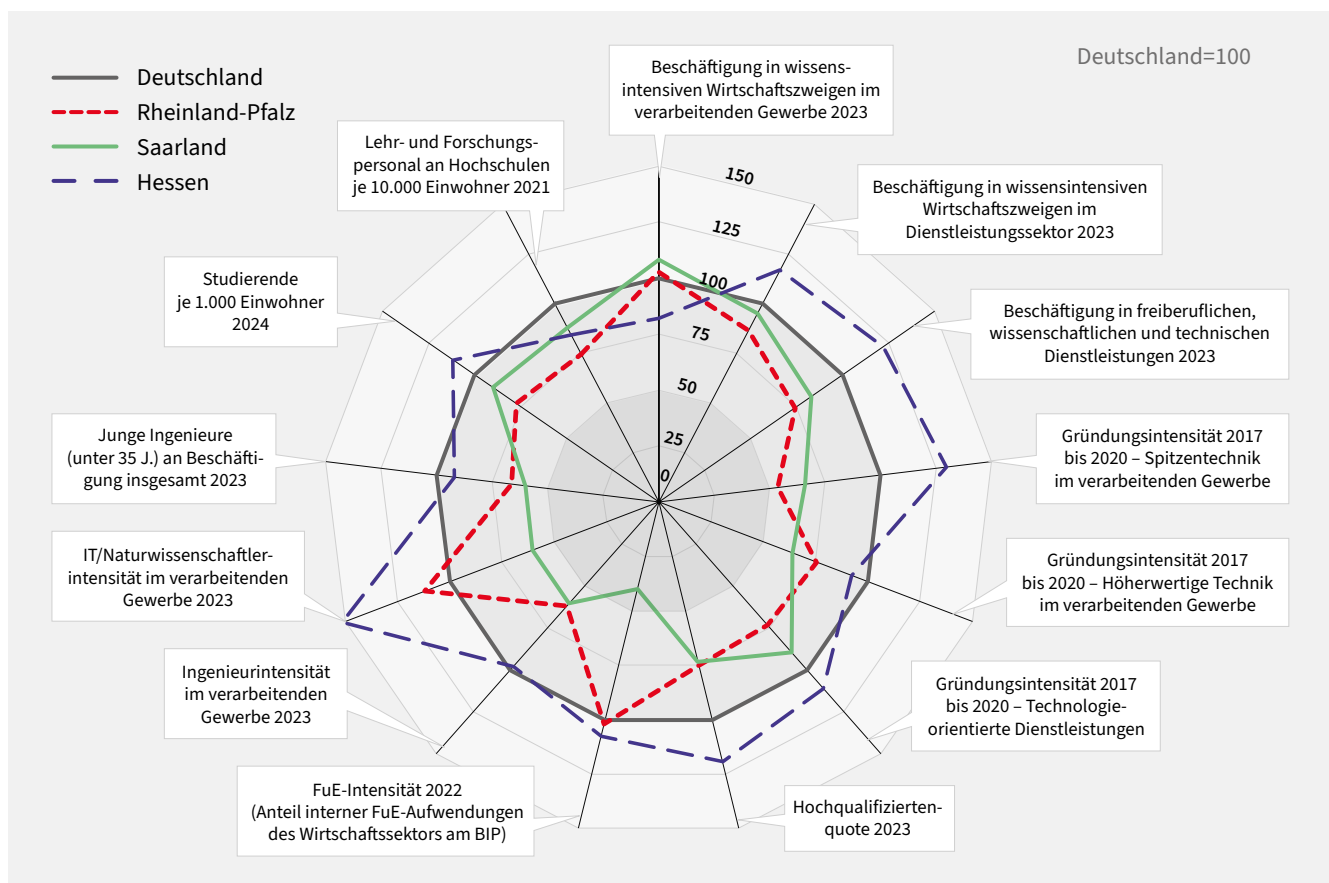 Deutschland=100
Deutschland
Rheinland-Pfalz
Saarland
Hessen
Beschäftigung in wissens-
intensiven Wirtschaftszweigen im
verarbeitenden Gewerbe 2023
Beschäftigung in wissensintensiven
Wirtschaftszweigen im
Dienstleistungssektor 2023
Beschäftigung in freiberuflichen,
wissenschaftlichen und technischen
Dienstleistungen 2023
Gründungsintensität 2017
bis 2020 – Spitzentechnik
im verarbeitenden Gewerbe
Gründungsintensität 2017
bis 2020 – Höherwertige Technik
im verarbeitenden Gewerbe
Gründungsintensität 2017
bis 2020 – Technologie-
orientierte Dienstleistungen
Hochqualifizierten-
quote 2023
FuE-Intensität 2022
(Anteil interner FuE-Aufwendungen
des Wirtschaftssektors am BIP)
Ingenieurintensität
im verarbeitenden
Gewerbe 2023
IT/Naturwissenschaftler-
intensität im verarbeitenden
Gewerbe 2023
Junge Ingenieure
(unter 35 J.) an Beschäfti-
gung insgesamt 2023
Studierende
je 1.000 Einwohner
2024
Lehr- und Forschungs-
personal an Hochschulen
je 10.000 Einwohner 2021
150
125
100
75
50
25
0